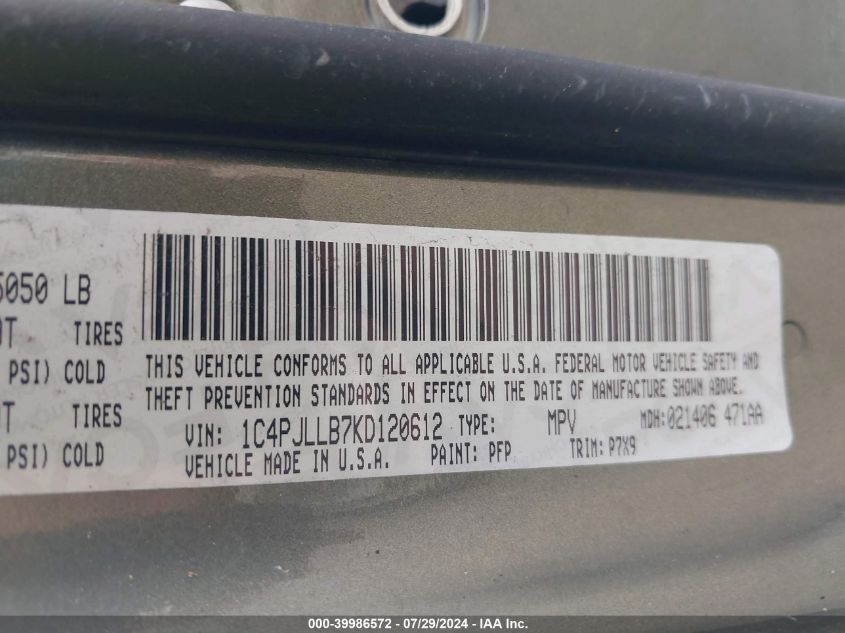 5050 LB
TIRES
PSI) COLD
TIRES
PSI) COLD
THIS VEHICLE CONFORMS TO ALL APPLICABLE U.S.A. FEDERAL MOTOR VEHICLE SAFETY AND
THEFT PREVENTION STANDARDS IN EFFECT ON THE DATE OF MANUFACTURE SHOWN ABOVE.
VIN: 1C4PJLLB7KD120612 TYPE: MPV MDH:021406 471AA
VEHICLE MADE IN U.S.A. PAINT: PFP TRIM: P7X9
000-39986572 - 07/29/2024 - IAA Inc.